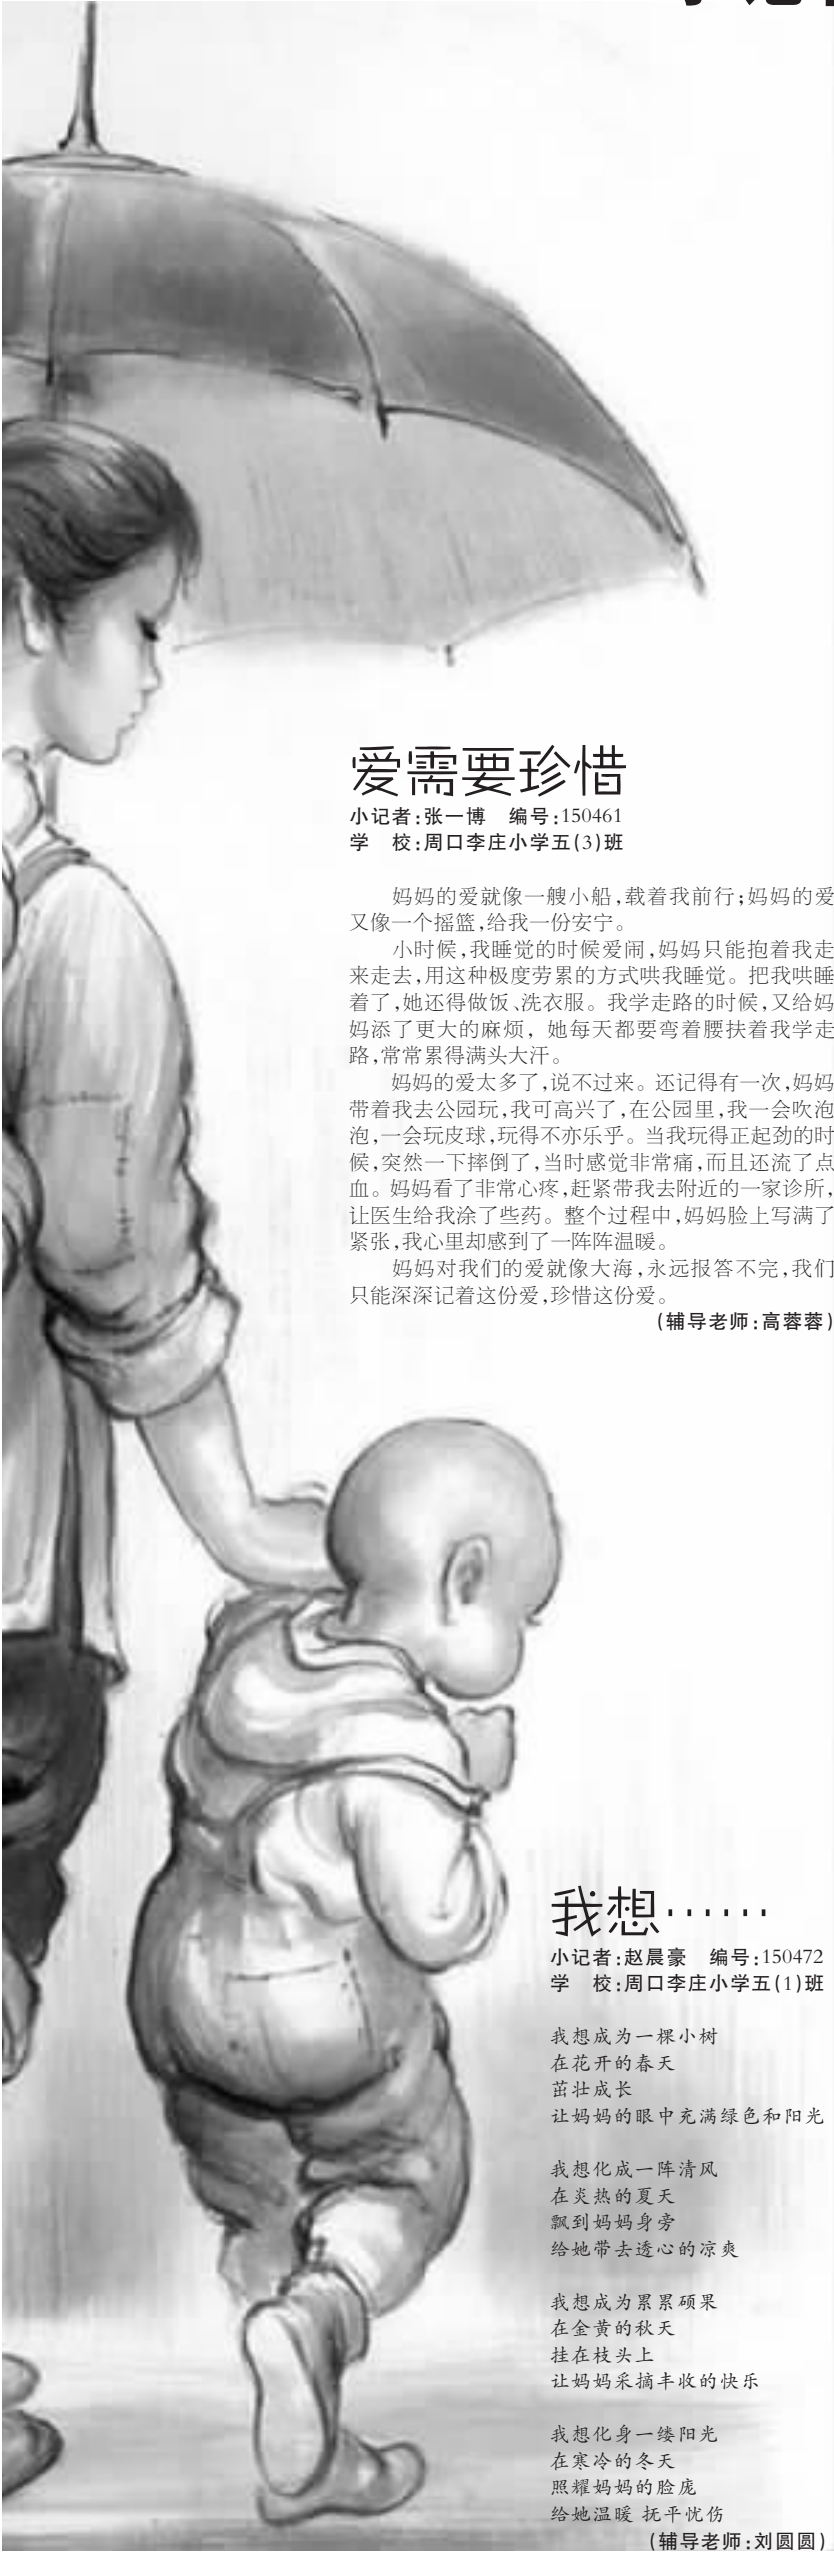 爱需要珍惜
小记者:张一博　编号:150461
学　校:周口李庄小学五(3)班
妈妈的爱就像一艘小船,载着我前行;妈妈的爱
又像一个摇篮,给我一份安宁。
小时候,我睡觉的时候爱闹,妈妈只能抱着我走
来走去,用这种极度劳累的方式哄我睡觉。把我哄睡
着了,她还得做饭、洗衣服。我学走路的时候,又给妈
妈添了更大的麻烦, 她每天都要弯着腰扶着我学走
路,常常累得满头大汗。
妈妈的爱太多了,说不过来。还记得有一次,妈妈
带着我去公园玩,我可高兴了,在公园里,我一会吹泡
泡,一会玩皮球,玩得不亦乐乎。当我玩得正起劲的时
候,突然一下摔倒了,当时感觉非常痛,而且还流了点
血。妈妈看了非常心疼,赶紧带我去附近的一家诊所,
让医生给我涂了些药。整个过程中,妈妈脸上写满了
紧张,我心里却感到了一阵阵温暖。
妈妈对我们的爱就像大海,永远报答不完,我们
只能深深记着这份爱,珍惜这份爱。
(辅导老师:高蓉蓉)
我想······
小记者:赵晨豪　编号:150472
学　校:周口李庄小学五(1)班
我想成为一棵小树
在花开的春天
茁壮成长
让妈妈的眼中充满绿色和阳光
我想化成一阵清风
在炎热的夏天
飘到妈妈身旁
给她带去透心的凉爽
我想成为累累硕果
在金黄的秋天
挂在枝头上
让妈妈采摘丰收的快乐
我想化身一缕阳光
在寒冷的冬天
照耀妈妈的脸庞
给她温暖 抚平忧伤
(辅导老师:刘圆圆)